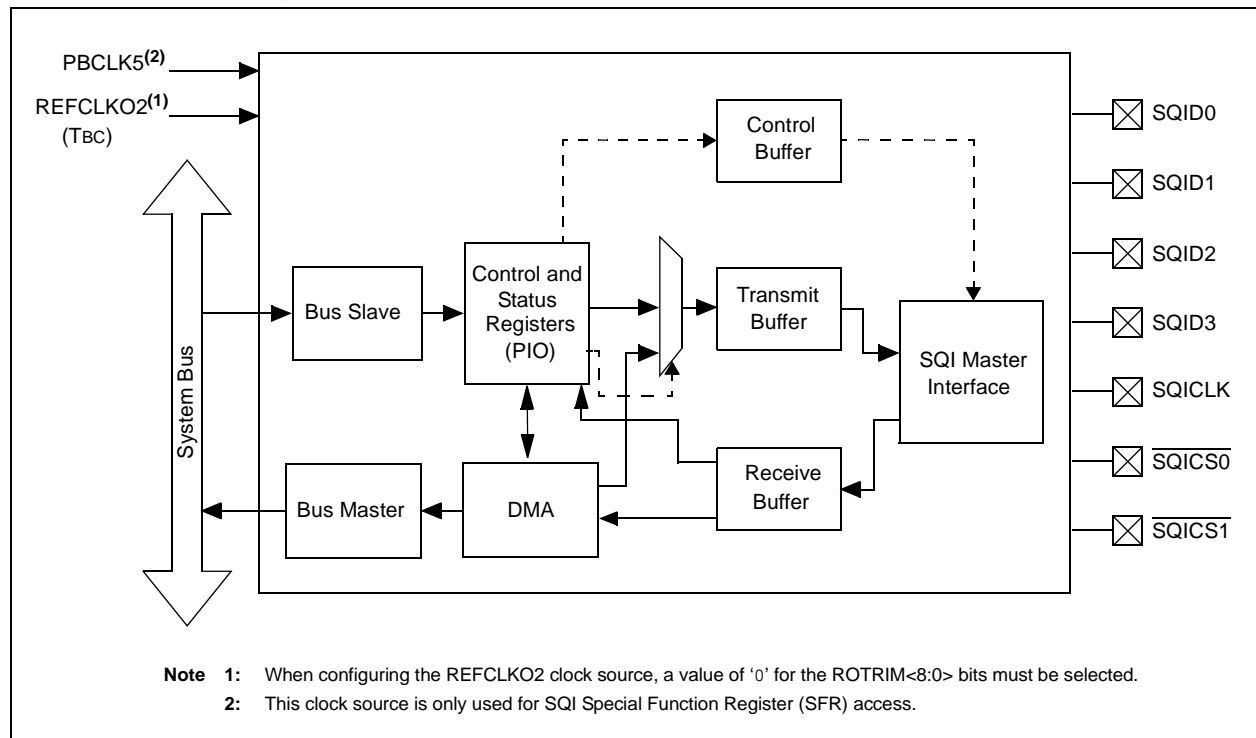 PBCLK5(2)
REFCLKO2(1)
(TBC)
System Bus
Bus Slave
Control and
Status
Registers
(PIO)
Control
Buffer
Transmit
Buffer
SQI Master
Interface
Bus Master
DMA
Receive
Buffer
SQID0
SQID1
SQID2
SQID3
SQICLK
SQICS0
SQICS1
Note 1: When configuring the REFCLKO2 clock source, a value of ‘0’ for the ROTRIM<8:0> bits must be selected.
2: This clock source is only used for SQI Special Function Register (SFR) access.